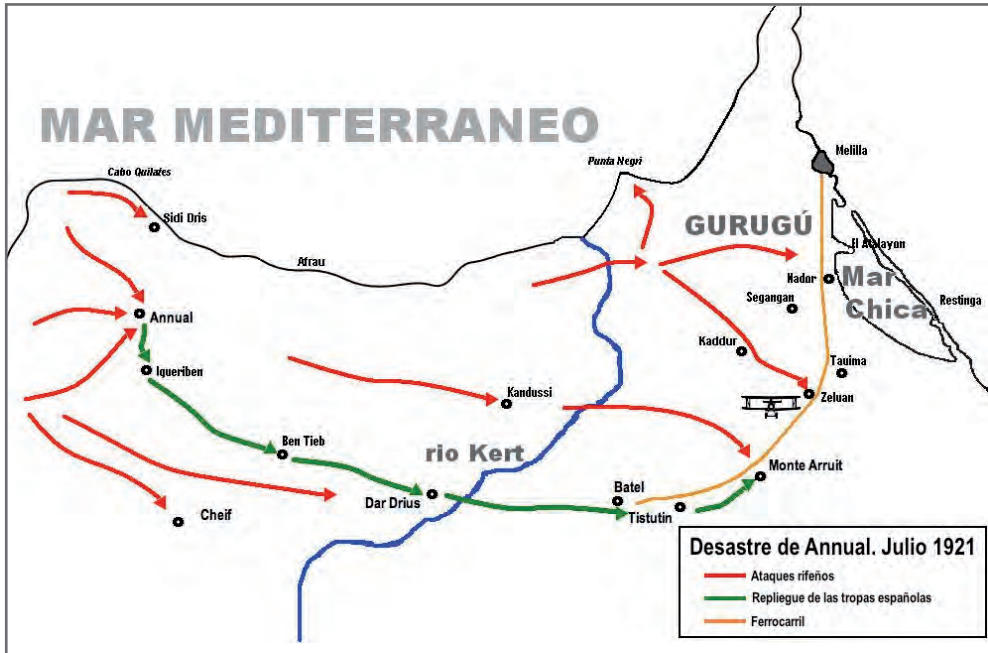 MAR MEDITERRANEO
Cabo Quilates
Sidi Dris
Afrau
Punta Negri
Melilla
GURUGÚ
El Atalayon
Nador
Mar
Chica
Restinga
Segangan
Annual
Kaddur
Tauima
Iqueriben
Zeluan
Kandussi
Ben Tieb
rio Kert
Monte Arruit
Batel
Dar Drius
Tistutin
Cheif
Desastre de Annual. Julio 1921
Ataques rifeños
Repliegue de las tropas españolas
Ferrocarril